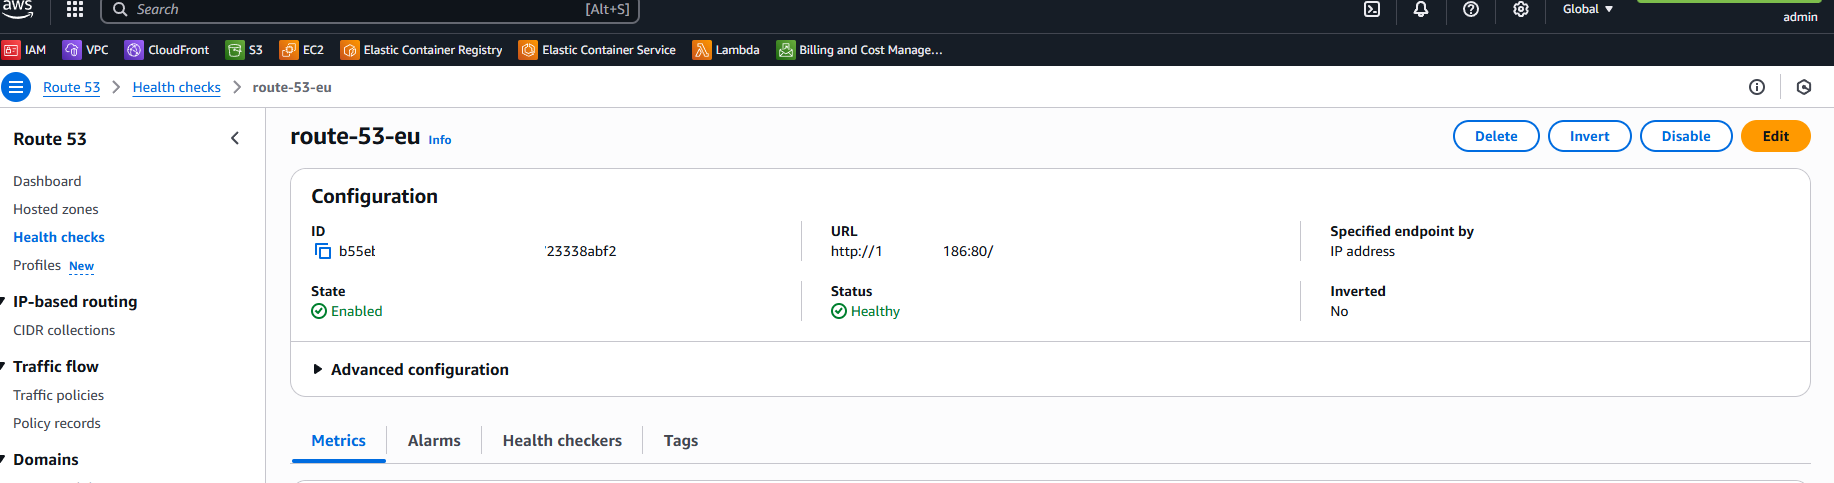 aws
Search [Alt+S] Global admin
IAM VPC CloudFront S3 EC2 Elastic Container Registry Elastic Container Service Lambda Billing and Cost Manage...
Route 53 Health checks route-53-eu
Route 53
Dashboard
Hosted zones
Health checks
Profiles New
IP-based routing
CIDR collections
Traffic flow
Traffic policies
Policy records
Domains
route-53-eu Info Delete Invert Disable Edit
Configuration
ID
b55e 23338abf2
URL
http://1 186:80/
Specified endpoint by
IP address
State
Enabled
Status
Healthy
Inverted
No
Advanced configuration
Metrics Alarms Health checkers Tags